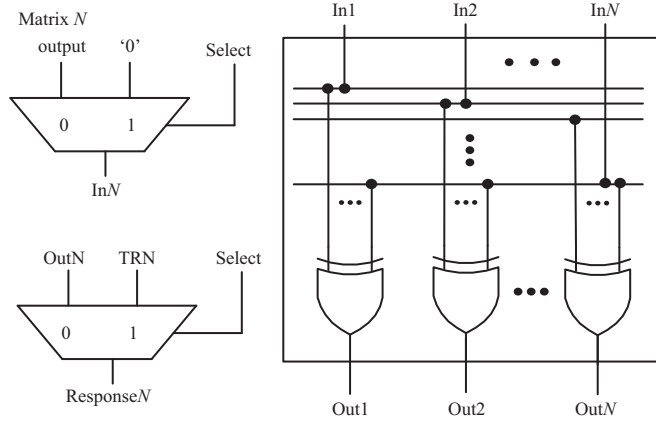 Matrix N
output
‘0’
Select
0
1
InN
OutN
TRN
Select
0
1
ResponseN
In1
In2
InN
Out1
Out2
OutN